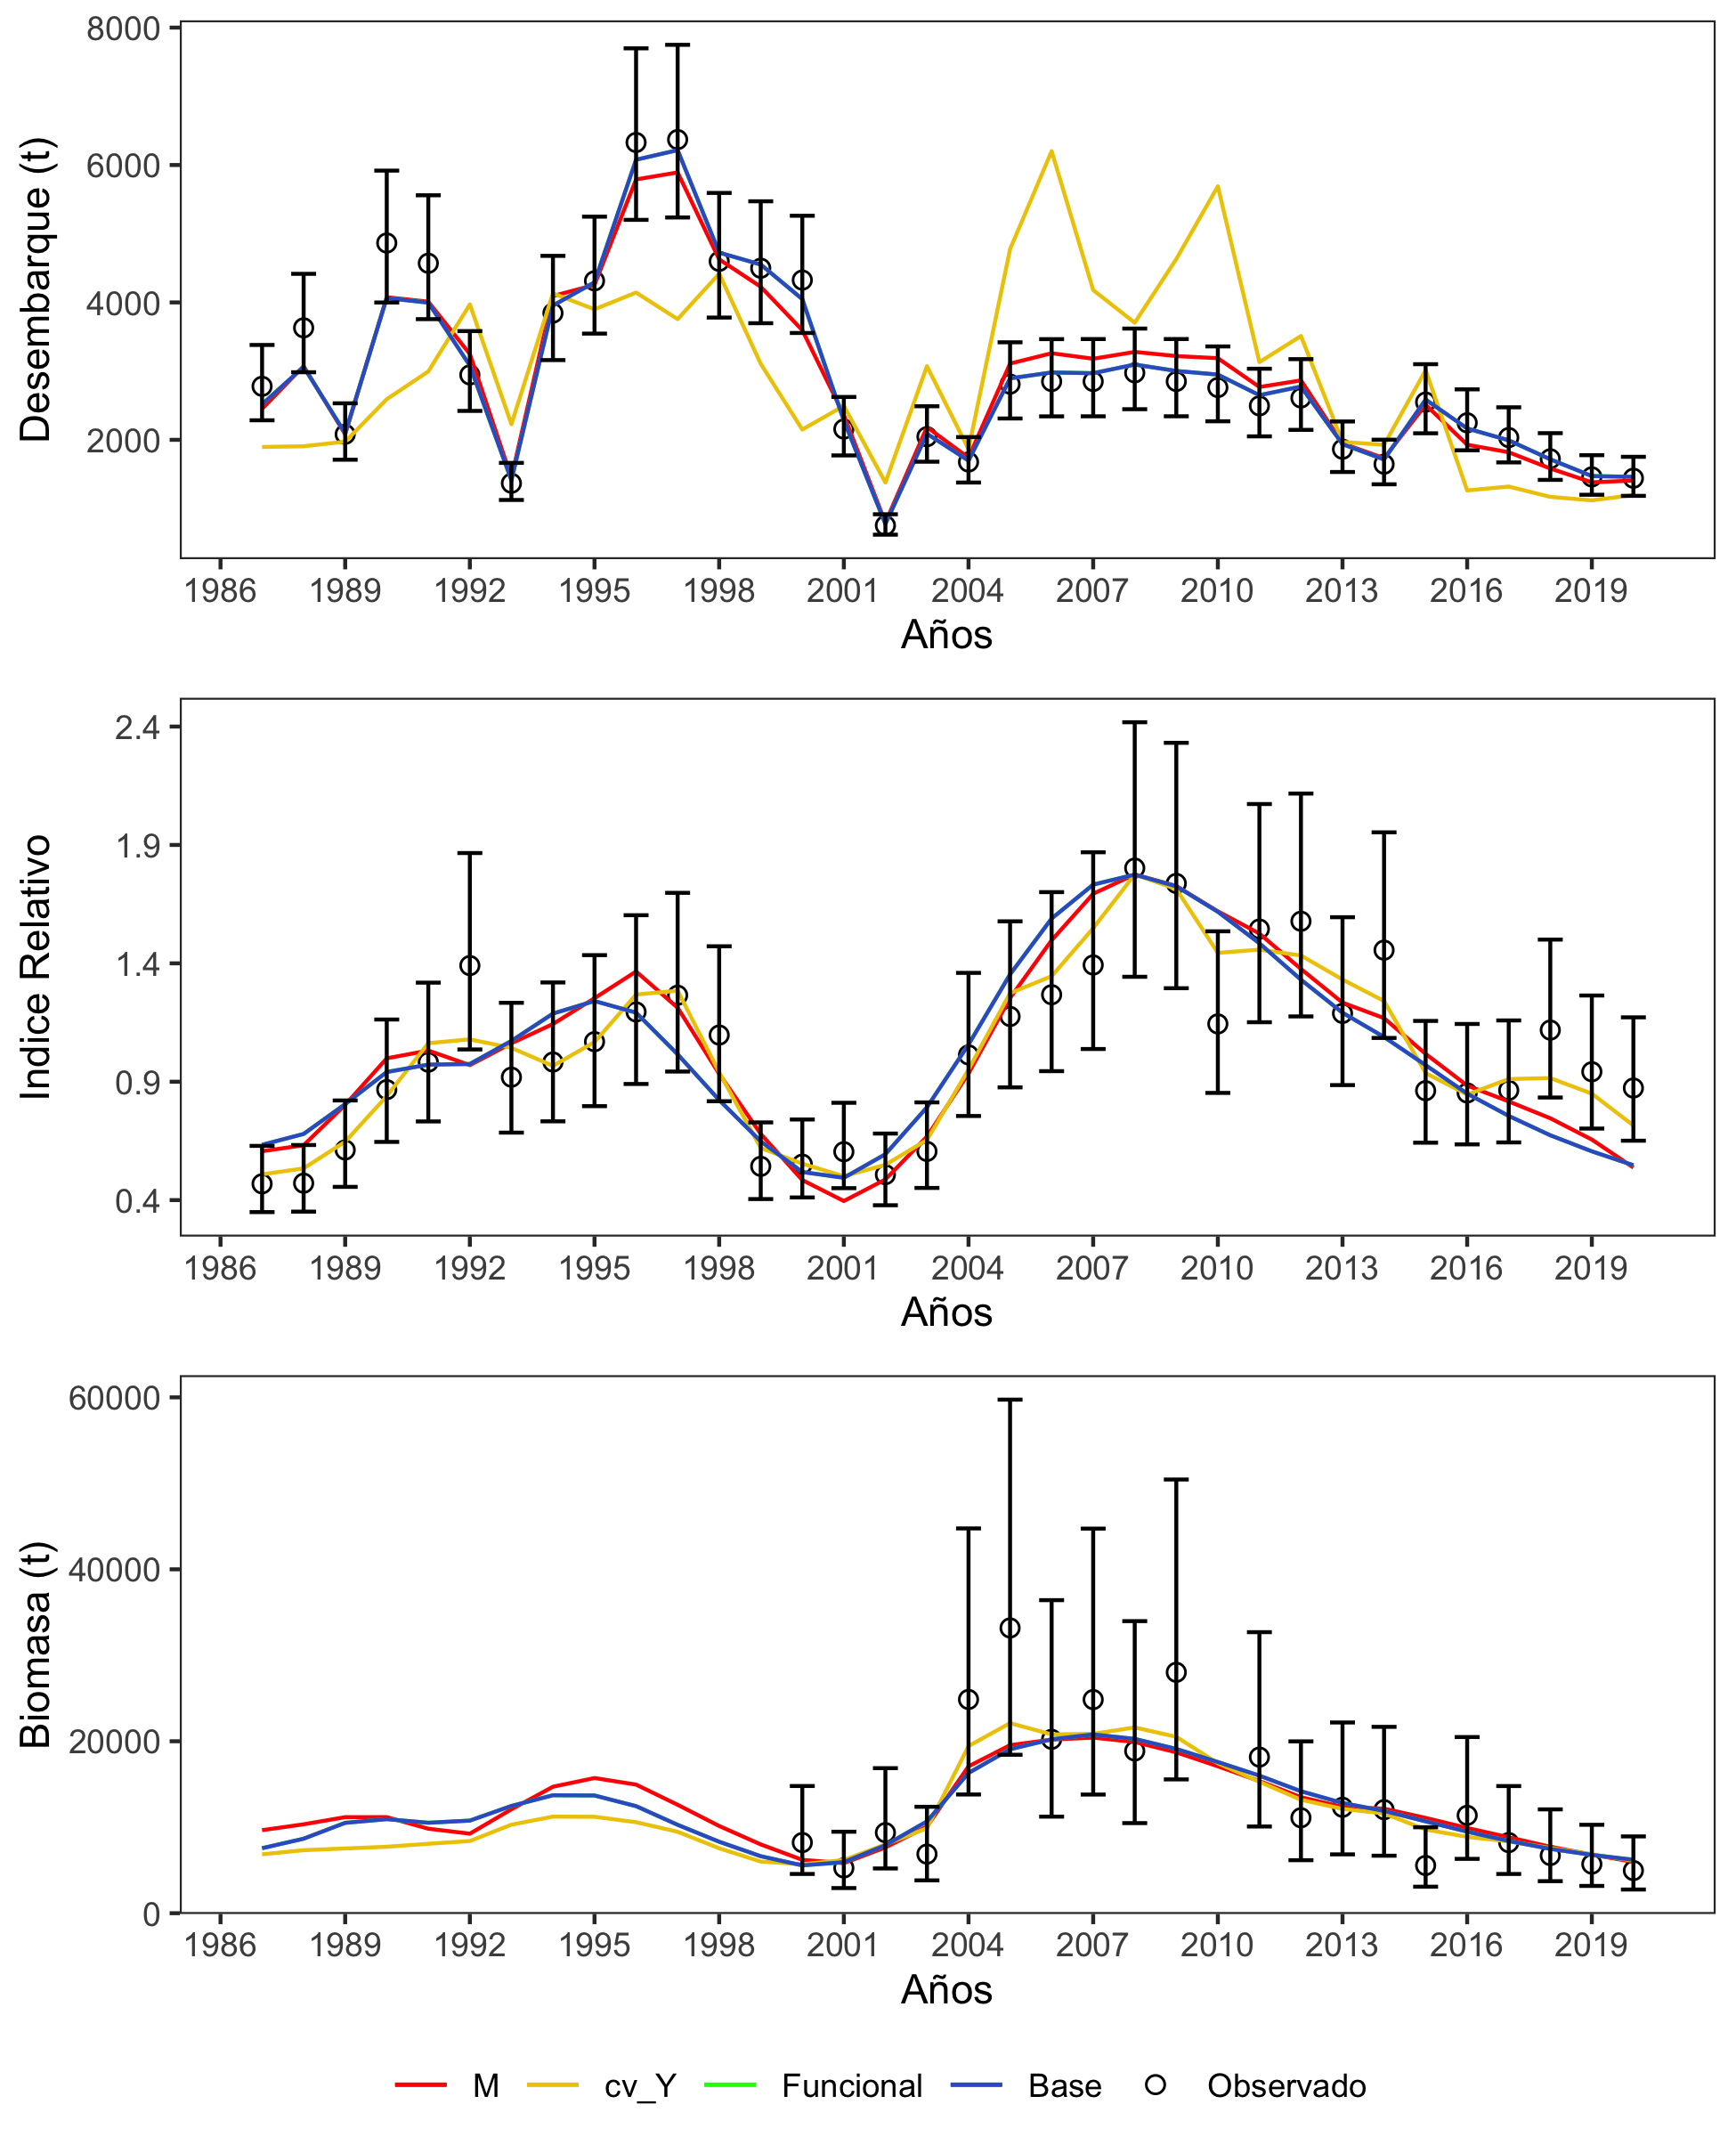 Desembarque (t)
8000
6000
4000
2000
1986 1989 1992 1995 1998 2001 2004 2007 2010 2013 2016 2019
Años
Indice Relativo
2.4
1.9
1.4
0.9
0.4
1986 1989 1992 1995 1998 2001 2004 2007 2010 2013 2016 2019
Años
Biomasa (t)
60000
40000
20000
0
1986 1989 1992 1995 1998 2001 2004 2007 2010 2013 2016 2019
Años
M cv_Y Funcional Base Observado